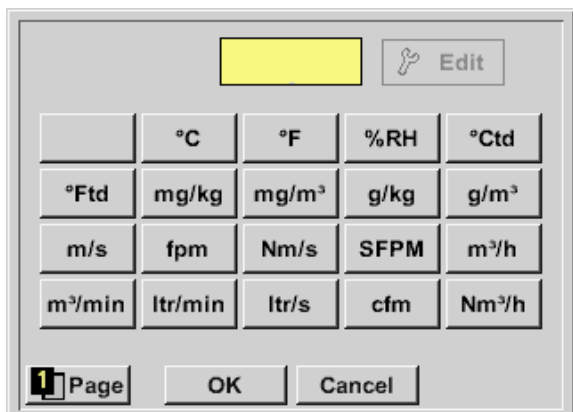 Edit
°C °F %RH °Ctd
°Ftd mg/kg mg/m³ g/kg g/m³
m/s fpm Nm/s SFPM m³/h
m³/min ltr/min ltr/s cfm Nm³/h
1 Page OK Cancel